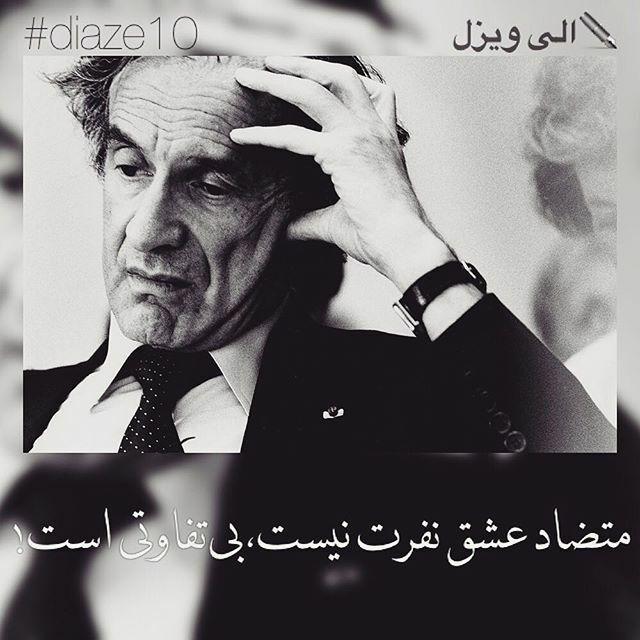 #diaze10
الی ویزل
متضاد عشق نفرت نیست، بی تفاوتی است!